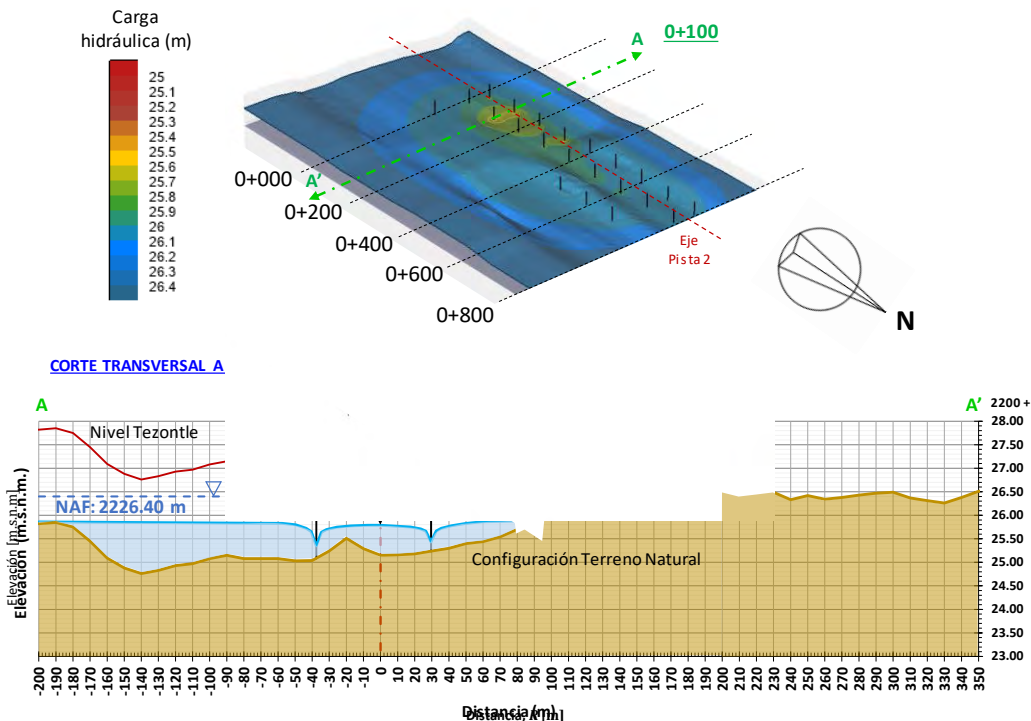 Carga
hidráulica (m)
25
25.1
25.2
25.3
25.4
25.5
25.6
25.7
25.8
25.9
26
26.1
26.2
26.3
26.4
A
0+100
A'
0+000
0+200
0+400
0+600
0+800
Eje
Pista 2
N
CORTE TRANSVERSAL A
A
A'
2200 +
Nivel Tezontle
NAF: 2226.40 m
Configuración Terreno Natural
28.00
27.50
27.00
26.50
26.00
25.50
25.00
24.50
24.00
23.50
23.00
Elevación [m.s.n.m]
Elevación (m.s.n.m.)
-200 -190 -180 -170 -160 -150 -140 -130 -120 -110 -100 -90 -80 -70 -60 -50 -40 -30 -20 -10 0 10 20 30 40 50 60 70 80 90 100 110 120 130 140 150 160 170 180 190 200 210 220 230 240 250 260 270 280 290 300 310 320 330 340 350
Distancia (m)